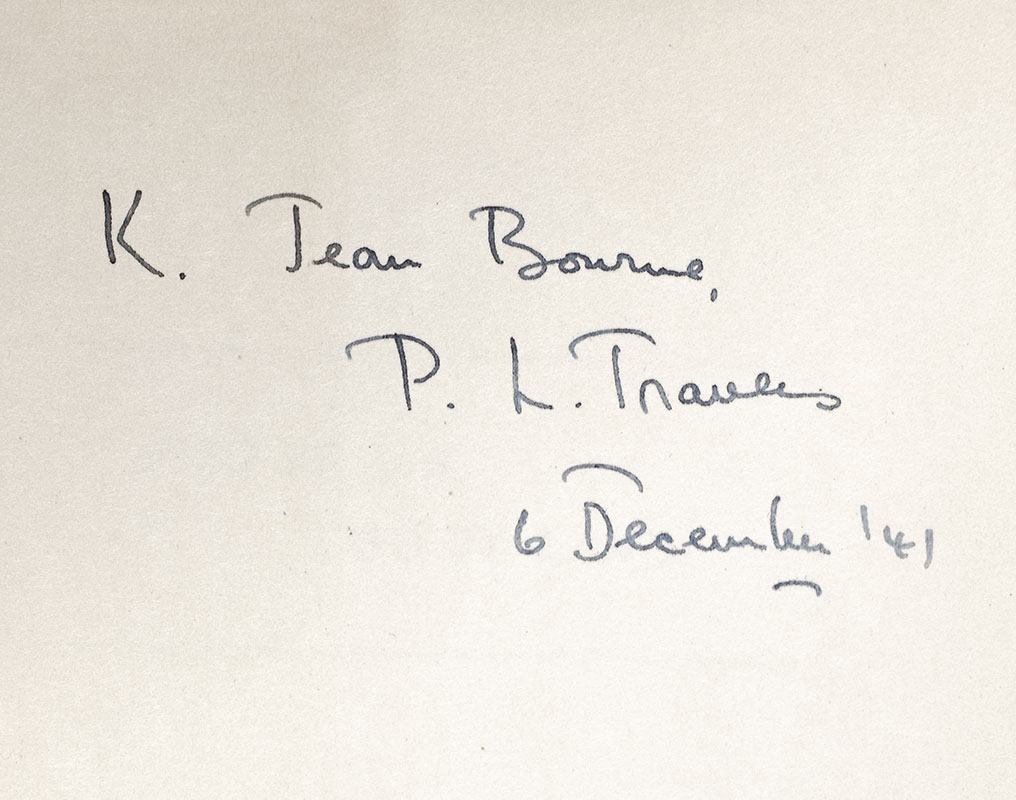 K. Jean Bourne,
P. L. Travers
6 December '41